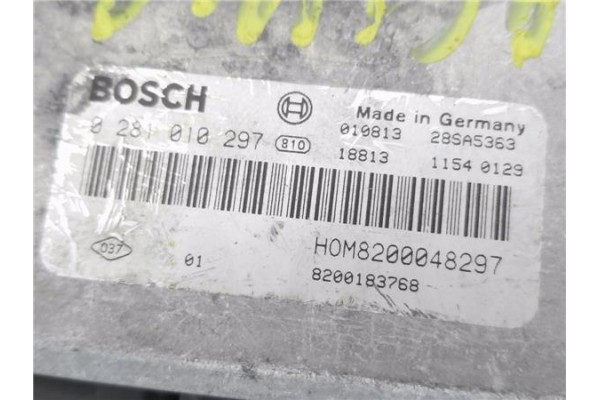 BOSCH
Made in Germany
0 281 010 297 810 010813 28SA5363
18813 1154 0129
037 01 HOM8200048297
8200183768